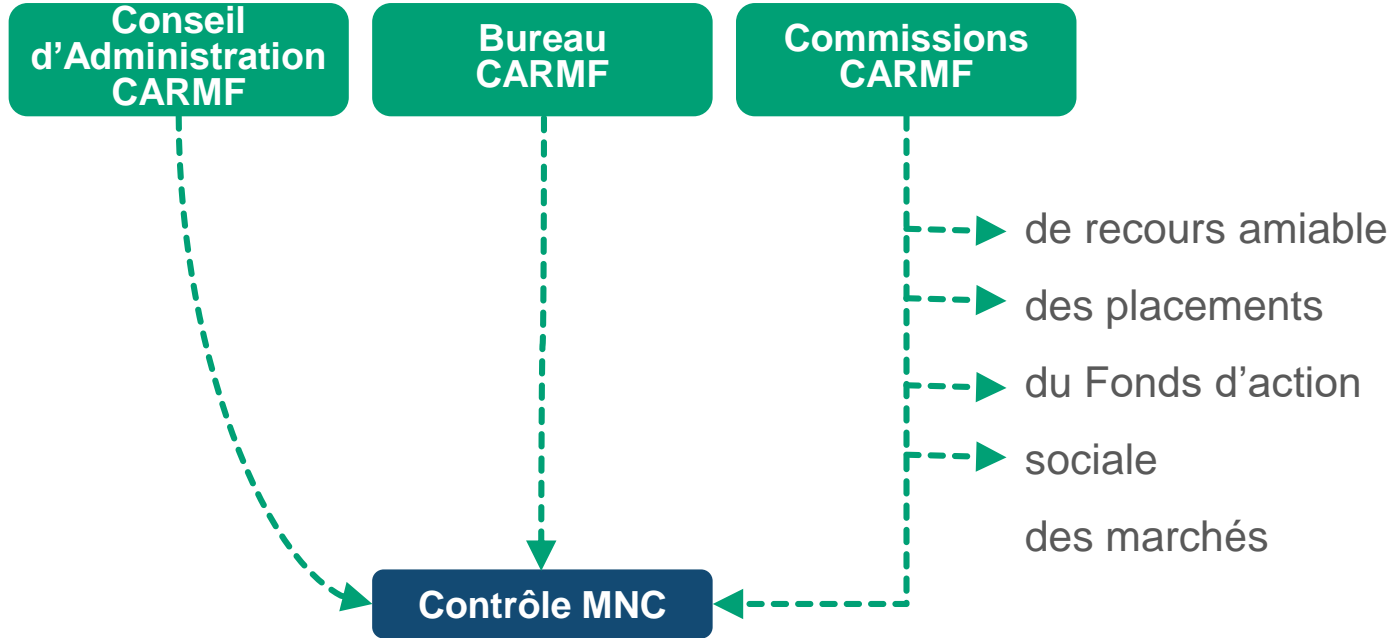 Conseil
d’Administration
CARMF
Bureau
CARMF
Commissions
CARMF
de recours amiable
des placements
du Fonds d’action
sociale
des marchés
Contrôle MNC